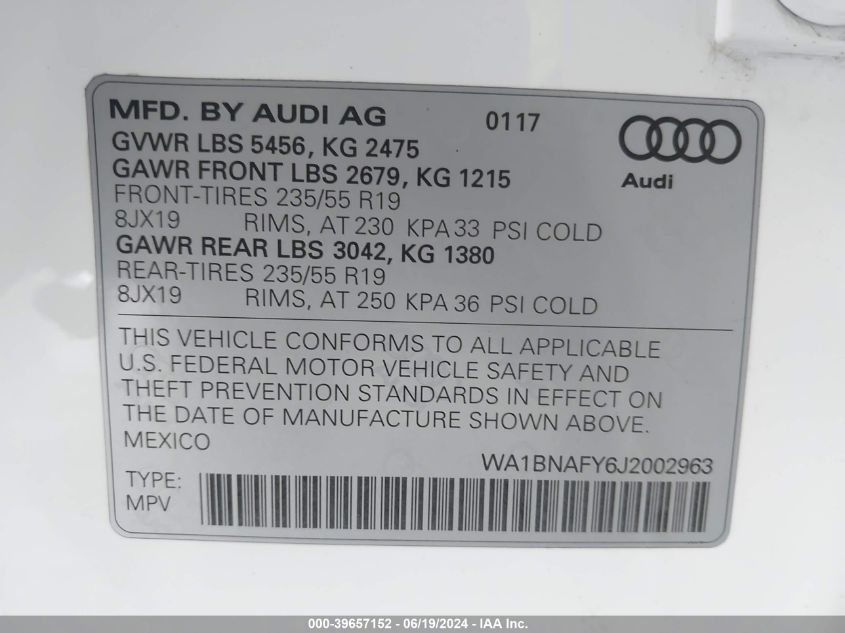 MFD. BY AUDI AG 0117
GVWR LBS 5456, KG 2475
GAWR FRONT LBS 2679, KG 1215
Audi
FRONT-TIRES 235/55 R19
8JX19 RIMS, AT 230 KPA 33 PSI COLD
GAWR REAR LBS 3042, KG 1380
REAR-TIRES 235/55 R19
8JX19 RIMS, AT 250 KPA 36 PSI COLD
THIS VEHICLE CONFORMS TO ALL APPLICABLE
U.S. FEDERAL MOTOR VEHICLE SAFETY AND
THEFT PREVENTION STANDARDS IN EFFECT ON
THE DATE OF MANUFACTURE SHOWN ABOVE.
MEXICO
WA1BNAFY6J2002963
TYPE:
MPV
000-39657152 - 06/19/2024 - IAA Inc.